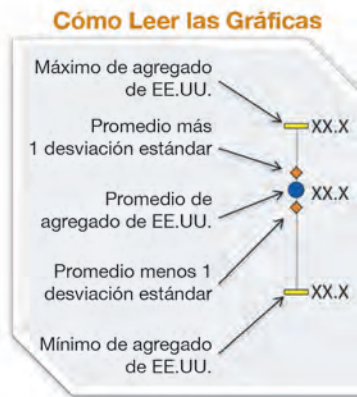 Cómo Leer las Gráficas
Máximo de agregado
de EE.UU.
XX.X
Promedio más
1 desviación estándar
Promedio de
agregado de EE.UU.
XX.X
Promedio menos 1
desviación estándar
XX.X
Mínimo de agregado
de EE.UU.